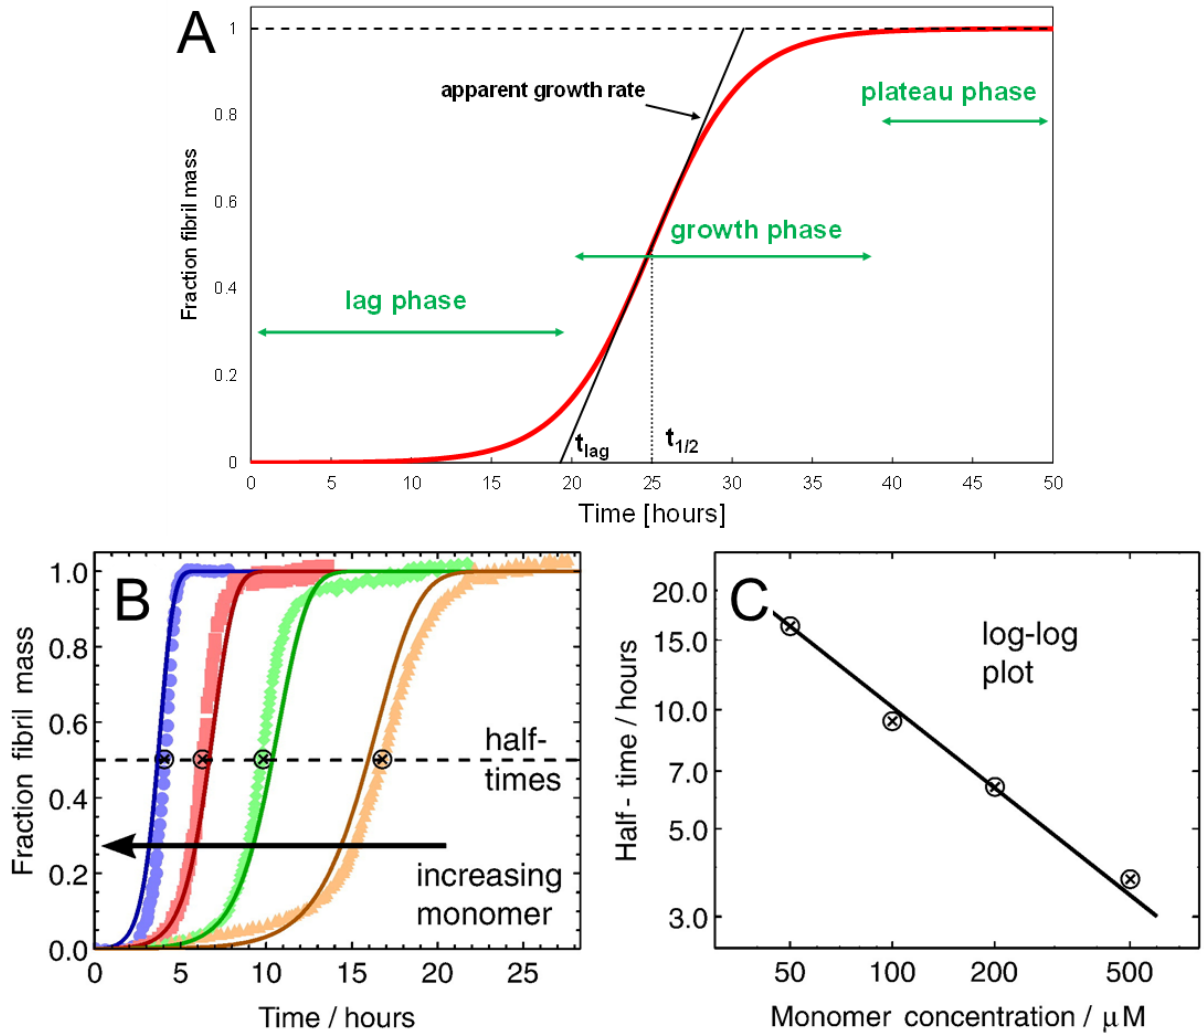 A
1
0.8
0.6
0.4
0.2
0
Fraction fibril mass
apparent growth rate
plateau phase
growth phase
lag phase
t_lag
t_1/2
0 5 10 15 20 25 30 35 40 45 50
Time [hours]
B
1.0
0.8
0.6
0.4
0.2
0.0
Fraction fibril mass
half-
times
increasing
monomer
0 5 10 15 20 25
Time / hours
C
20.0
15.0
10.0
7.0
5.0
3.0
Half - time / hours
log-log
plot
50 100 200 500
Monomer concentration / μM